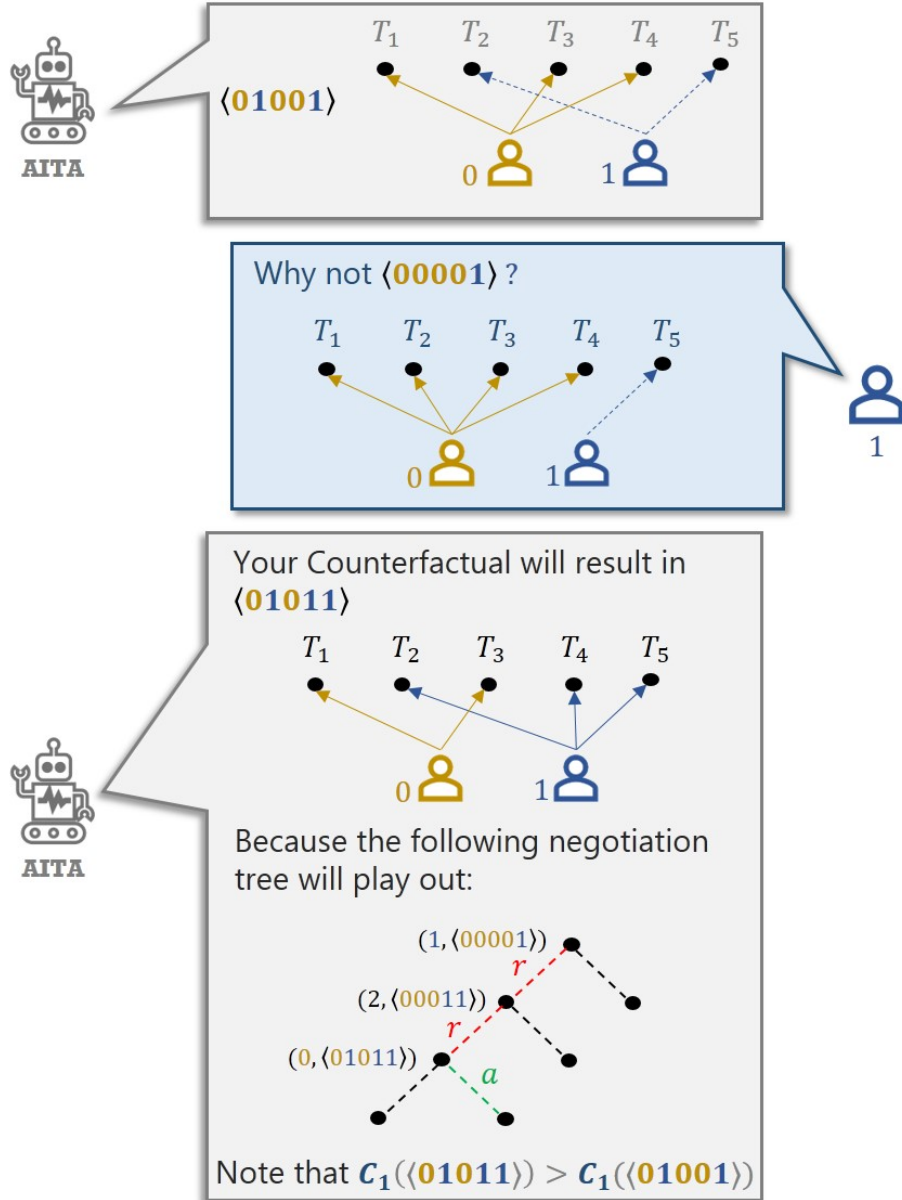 T₁ T₂ T₃ T₄ T₅
⟨01001⟩
AITA
0 1
Why not ⟨00001⟩ ?
T₁ T₂ T₃ T₄ T₅
0 1
1
Your Counterfactual will result in
⟨01011⟩
T₁ T₂ T₃ T₄ T₅
0 1
AITA
Because the following negotiation
tree will play out:
(1, ⟨00001⟩)
r
(2, ⟨00011⟩)
r
(0, ⟨01011⟩)
a
Note that C₁(⟨01011⟩) > C₁(⟨01001⟩)